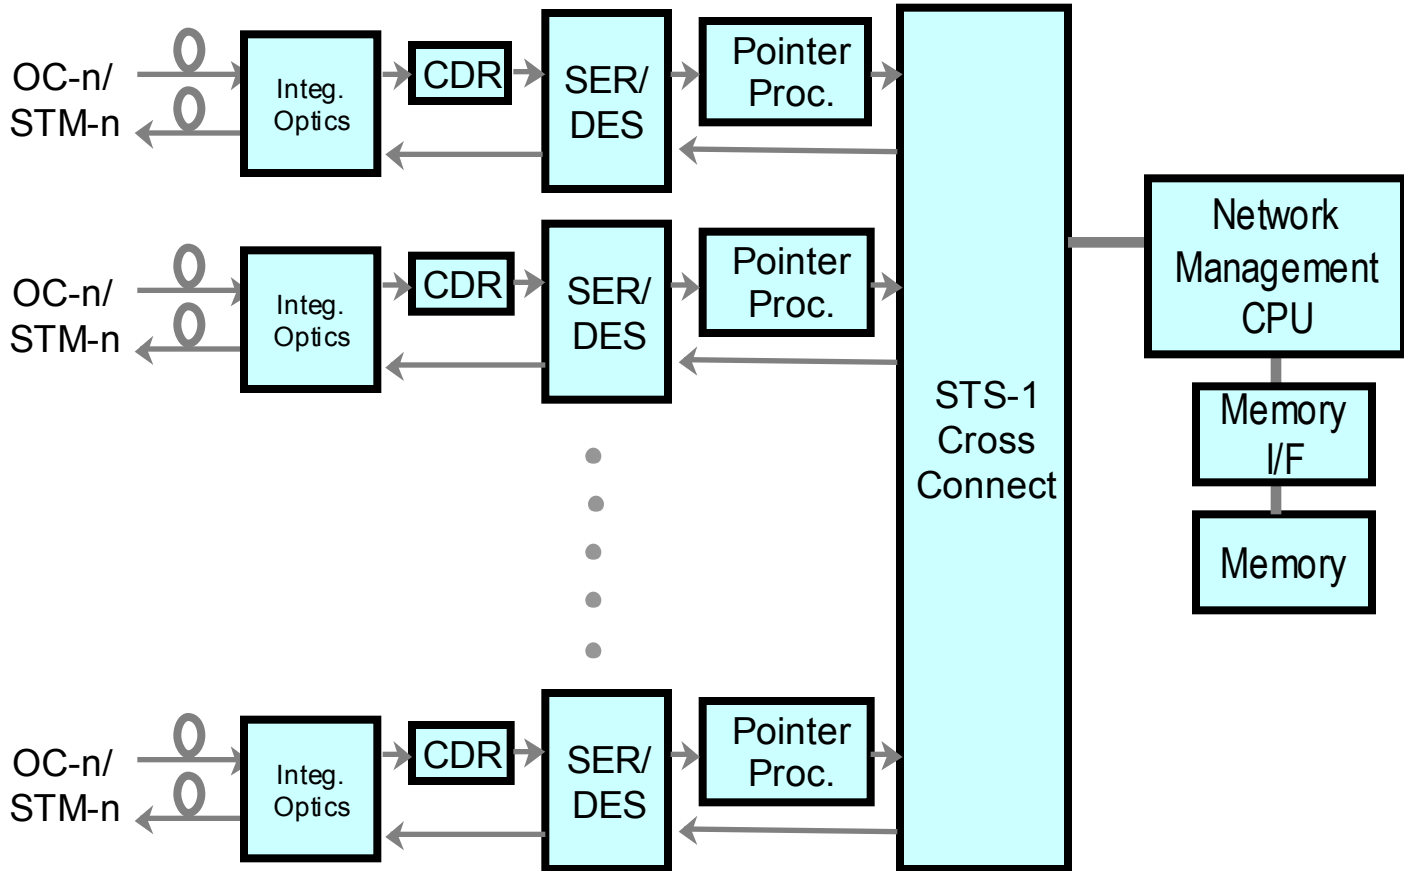 OC-n/
STM-n
Integ.
Optics
CDR
SER/
DES
Pointer
Proc.
OC-n/
STM-n
Integ.
Optics
CDR
SER/
DES
Pointer
Proc.
OC-n/
STM-n
Integ.
Optics
CDR
SER/
DES
Pointer
Proc.
STS-1
Cross
Connect
Network
Management
CPU
Memory
I/F
Memory